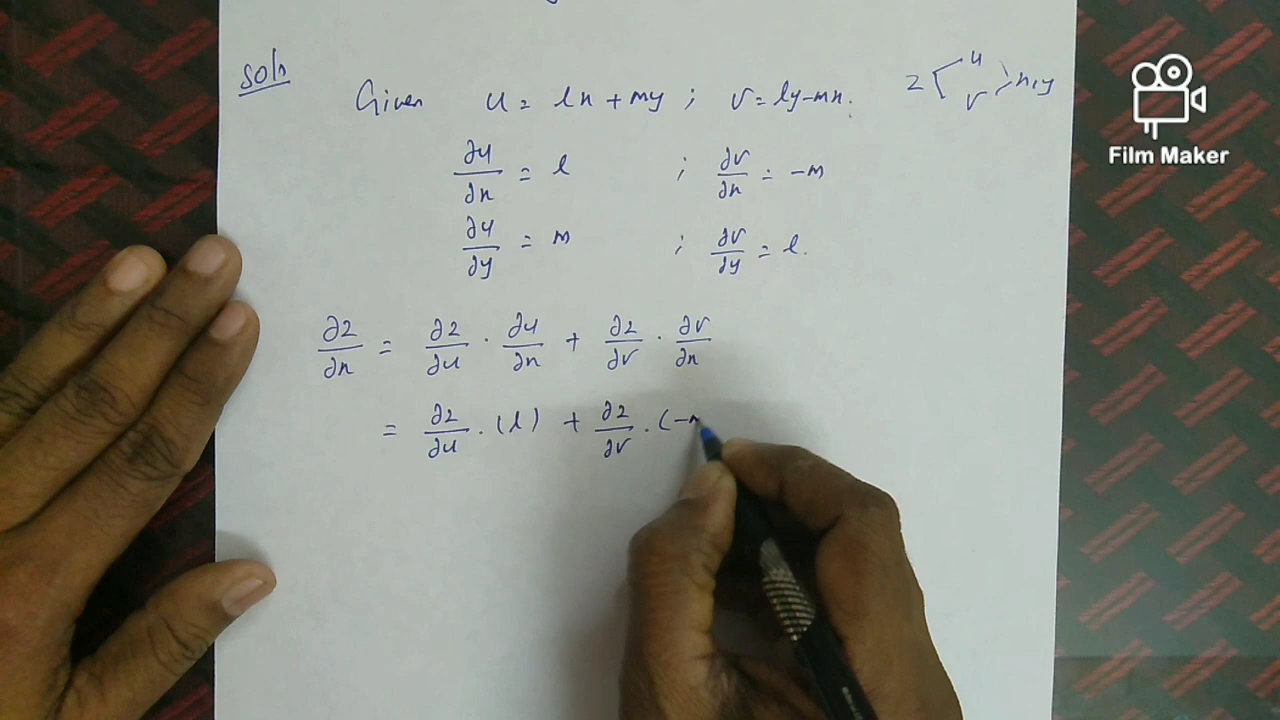 Soln
Given u = lx + my ; v = ly - mx. z < u v > x, y
∂u/∂x = l ; ∂v/∂x = -m
∂u/∂y = m ; ∂v/∂y = l.
∂z/∂x = ∂z/∂u · ∂u/∂x + ∂z/∂v · ∂v/∂x
= ∂z/∂u · (l) + ∂z/∂v · (-m
Film Maker